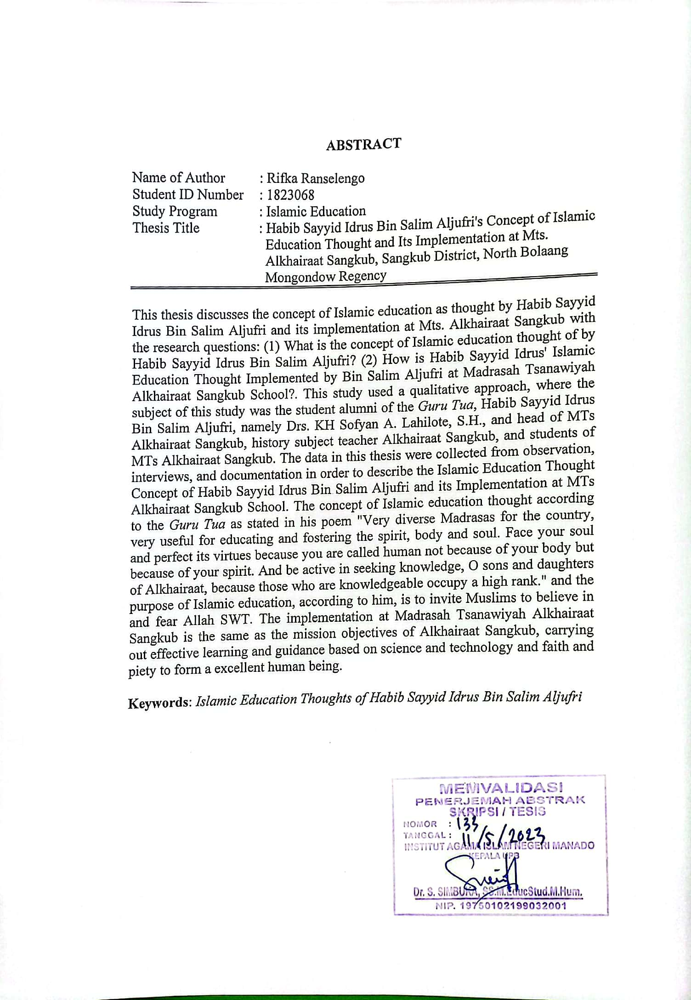 ABSTRACT
Name of Author : Rifka Ranselengo
Student ID Number : 1823068
Study Program : Islamic Education
Thesis Title : Habib Sayyid Idrus Bin Salim Aljufri's Concept of Islamic
Education Thought and Its Implementation at Mts.
Alkhairaat Sangkub, Sangkub District, North Bolaang
Mongondow Regency
This thesis discusses the concept of Islamic education as thought by Habib Sayyid
Idrus Bin Salim Aljufri and its implementation at Mts. Alkhairaat Sangkub with
the research questions: (1) What is the concept of Islamic education thought of by
Habib Sayyid Idrus Bin Salim Aljufri? (2) How is Habib Sayyid Idrus' Islamic
Education Thought Implemented by Bin Salim Aljufri at Madrasah Tsanawiyah
Alkhairaat Sangkub School?. This study used a qualitative approach, where the
subject of this study was the student alumni of the Guru Tua, Habib Sayyid Idrus
Bin Salim Aljufri, namely Drs. KH Sofyan A. Lahilote, S.H., and head of MTs
Alkhairaat Sangkub, history subject teacher Alkhairaat Sangkub, and students of
MTs Alkhairaat Sangkub. The data in this thesis were collected from observation,
interviews, and documentation in order to describe the Islamic Education Thought
Concept of Habib Sayyid Idrus Bin Salim Aljufri and its Implementation at MTs
Alkhairaat Sangkub School. The concept of Islamic education thought according
to the Guru Tua as stated in his poem "Very diverse Madrasas for the country,
very useful for educating and fostering the spirit, body and soul. Face your soul
and perfect its virtues because you are called human not because of your body but
because of your spirit. And be active in seeking knowledge, O sons and daughters
of Alkhairaat, because those who are knowledgeable occupy a high rank." and the
purpose of Islamic education, according to him, is to invite Muslims to believe in
and fear Allah SWT. The implementation at Madrasah Tsanawiyah Alkhairaat
Sangkub is the same as the mission objectives of Alkhairaat Sangkub, carrying
out effective learning and guidance based on science and technology and faith and
piety to form a excellent human being.
Keywords: Islamic Education Thoughts of Habib Sayyid Idrus Bin Salim Aljufri
MEMVALIDASI
PENERJEMAH ABSTRAK
SKRIPSI / TESIS
NOMOR : 133
TANGGAL : 11/5/2023
INSTITUT AGAMA ISLAM NEGERI MANADO
KEPALA UPB
Dr. S. SIMBUKA, SS.M.EducStud.M.Hum.
NIP. 19750102199032001